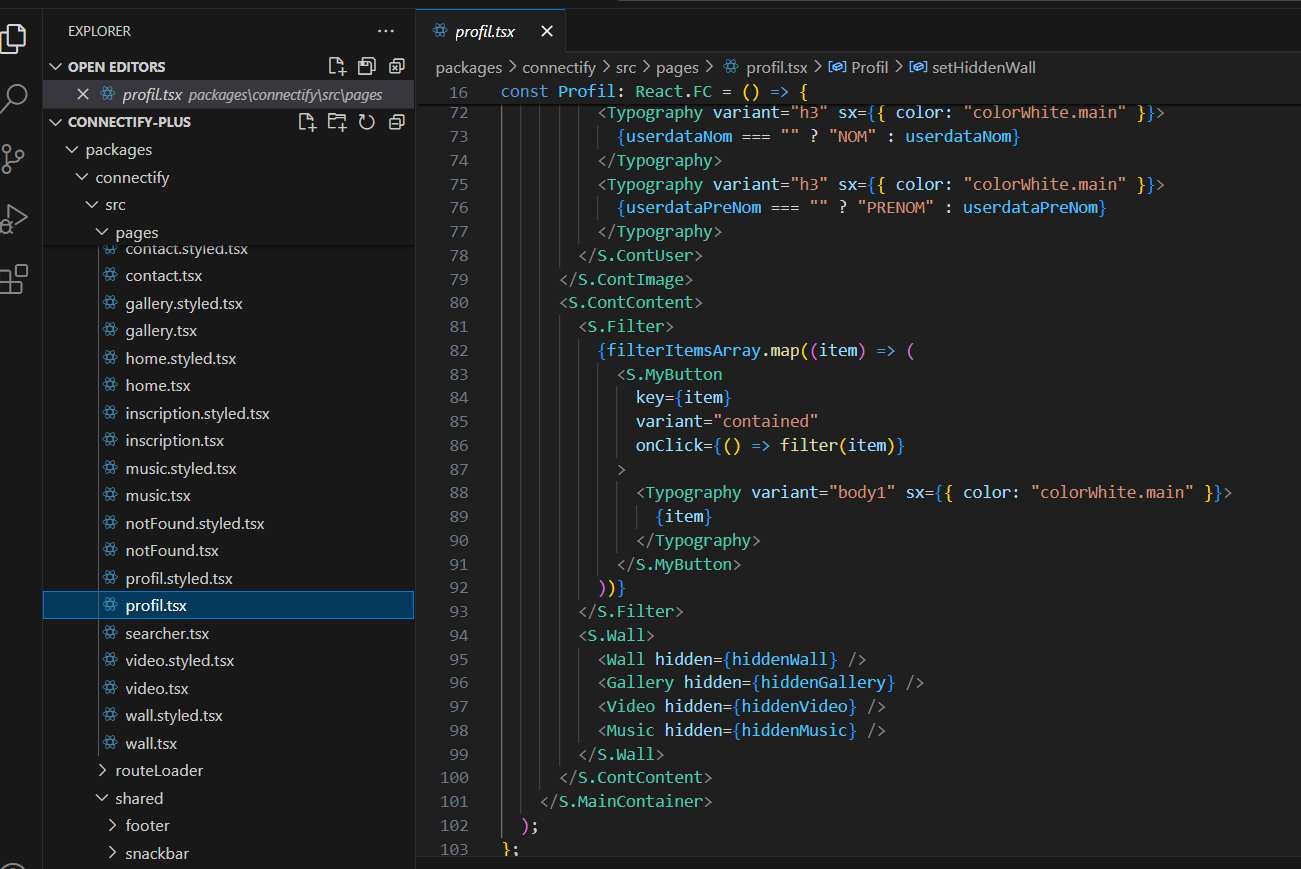 EXPLORER
OPEN EDITORS
profil.tsx packages\connectify\src\pages
CONNECTIFY-PLUS
packages
connectify
src
pages
contact.styled.tsx
contact.tsx
gallery.styled.tsx
gallery.tsx
home.styled.tsx
home.tsx
inscription.styled.tsx
inscription.tsx
music.styled.tsx
music.tsx
notFound.styled.tsx
notFound.tsx
profil.styled.tsx
profil.tsx
searcher.tsx
video.styled.tsx
video.tsx
wall.styled.tsx
wall.tsx
routeLoader
shared
footer
snackbar
profil.tsx
packages > connectify > src > pages > profil.tsx > Profil > setHiddenWall
16 const Profil: React.FC = () => {
72 <Typography variant="h3" sx={{ color: "colorWhite.main" }}>
73 {userdataNom === "" ? "NOM" : userdataNom}
74 </Typography>
75 <Typography variant="h3" sx={{ color: "colorWhite.main" }}>
76 {userdataPreNom === "" ? "PRENOM" : userdataPreNom}
77 </Typography>
78 </S.ContUser>
79 </S.ContImage>
80 <S.ContContent>
81 <S.Filter>
82 {filterItemsArray.map((item) => (
83 <S.MyButton
84 key={item}
85 variant="contained"
86 onClick={() => filter(item)}
87 >
88 <Typography variant="body1" sx={{ color: "colorWhite.main" }}>
89 {item}
90 </Typography>
91 </S.MyButton>
92 ))}
93 </S.Filter>
94 <S.Wall>
95 <Wall hidden={hiddenWall} />
96 <Gallery hidden={hiddenGallery} />
97 <Video hidden={hiddenVideo} />
98 <Music hidden={hiddenMusic} />
99 </S.Wall>
100 </S.ContContent>
101 </S.MainContainer>
102 );
103 };